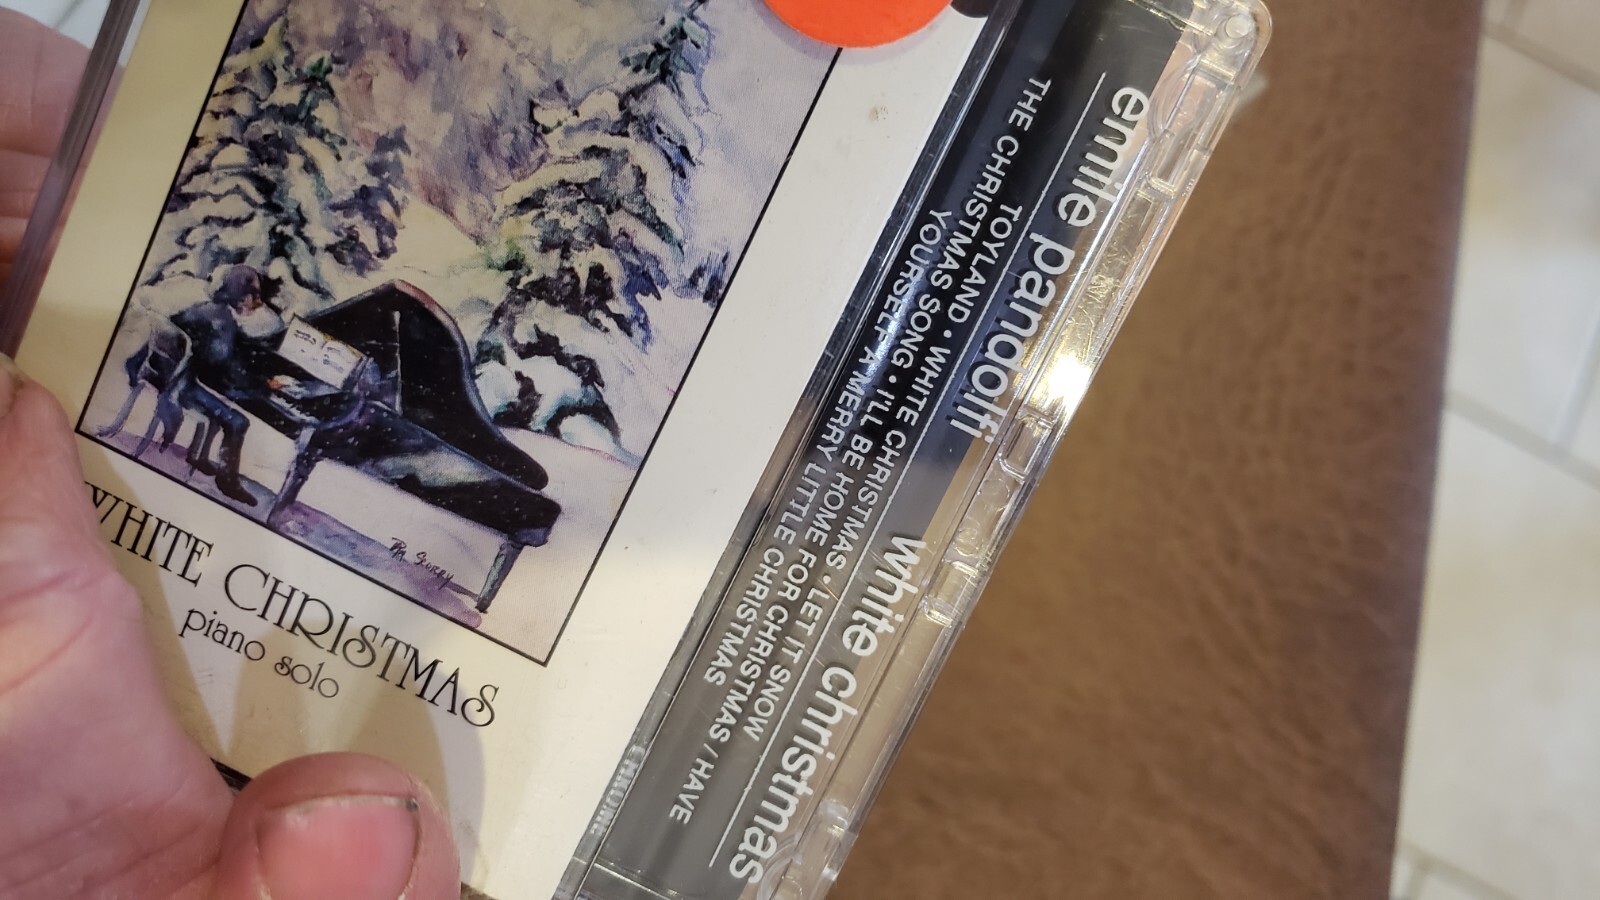 WHITE CHRISTMAS
piano solo
emile pandolfi white christmas
TOYLAND • WHITE CHRISTMAS • LET IT SNOW
THE CHRISTMAS SONG • I'LL BE HOME FOR CHRISTMAS / HAVE
YOURSELF A MERRY LITTLE CHRISTMAS